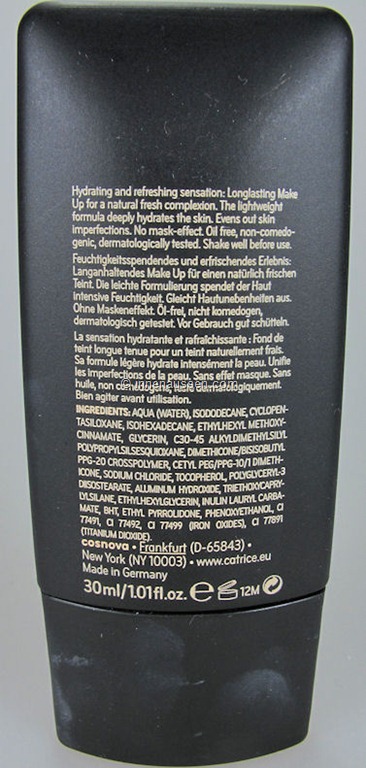 Hydrating and refreshing sensation: Longlasting Make
Up for a natural fresh complexion. The lightweight
formula deeply hydrates the skin. Evens out skin
imperfections. No mask-effect. Oil free, non-comedo-
genic, dermatologically tested. Shake well before use.
Feuchtigkeitsspendendes und erfrischendes Erlebnis:
Langanhaltendes Make Up für einen natürlich frischen
Teint. Die leichte Formulierung spendet der Haut
intensive Feuchtigkeit. Gleicht Hautunebenheiten aus.
Ohne Maskeneffekt. Öl-frei, nicht komedogen,
dermatologisch getestet. Vor Gebrauch gut schütteln.
La sensation hydratante et rafraîchissante : Fond de
teint longue tenue pour un teint naturellement frais.
Sa formule légère hydrate intensément la peau. Unifie
les imperfections de la peau. Sans effet masque. Sans
huile, non comédogène, testé dermatologiquement.
Bien agiter avant utilisation.
INGREDIENTS: AQUA (WATER), ISODODECANE, CYCLOPEN-
TASILOXANE, ISOHEXADECANE, ETHYLHEXYL METHOXY-
CINNAMATE, GLYCERIN, C30-45 ALKYLDIMETHYLSILYL
POLYPROPYLSILSESQUIOXANE, DIMETHICONE/BISISOBUTYL
PPG-20 CROSSPOLYMER, CETYL PEG/PPG-10/1 DIMETH-
ICONE, SODIUM CHLORIDE, TOCOPHEROL, POLYGLYCERYL-3
DIISOSTEARATE, ALUMINUM HYDROXIDE, TRIETHOXYCAPRY-
LYLSILANE, ETHYLHEXYLGLYCERIN, INULIN LAURYL CARBA-
MATE, BHT, ETHYL PYRROLIDONE, PHENOXYETHANOL, CI
77491, CI 77492, CI 77499 (IRON OXIDES), CI 77891
(TITANIUM DIOXIDE).
cosnova • Frankfurt (D-65843) •
New York (NY 10003) • www.catrice.eu
Made in Germany
30ml/1.01fl.oz. ℮ 12M